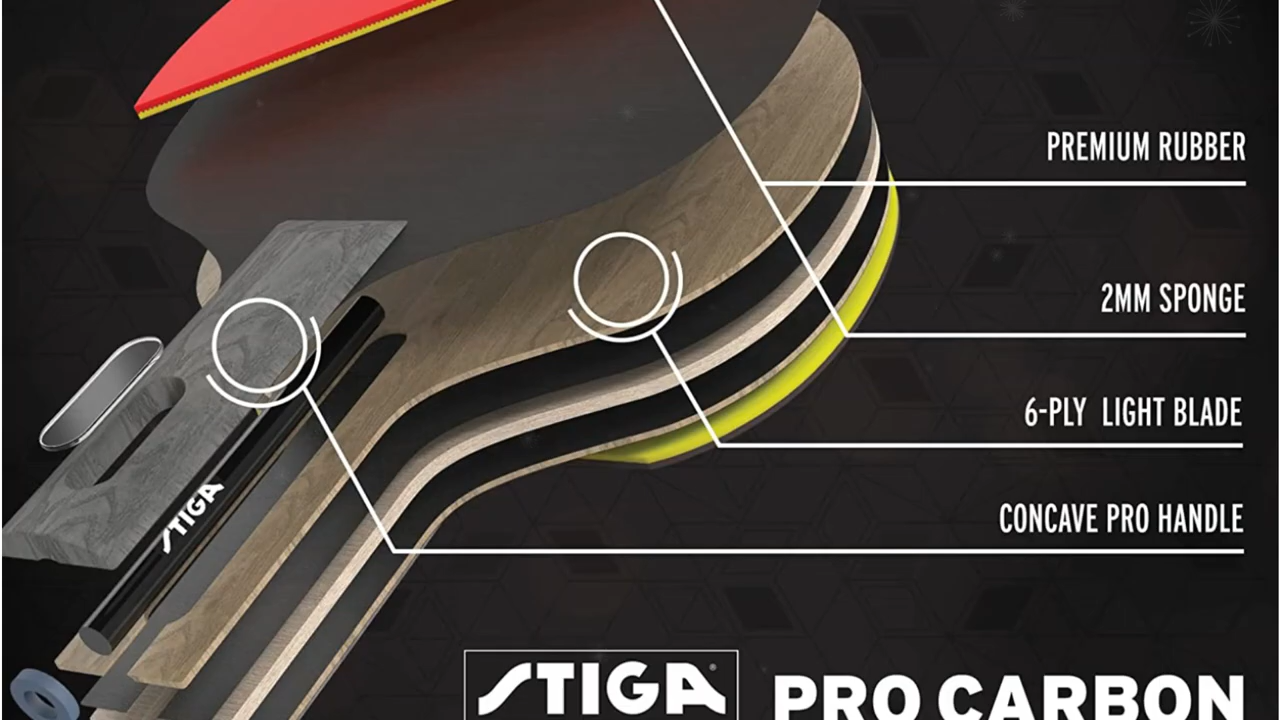 PREMIUM RUBBER
2MM SPONGE
6-PLY LIGHT BLADE
CONCAVE PRO HANDLE
STIGA
STIGA®
PRO CARBON